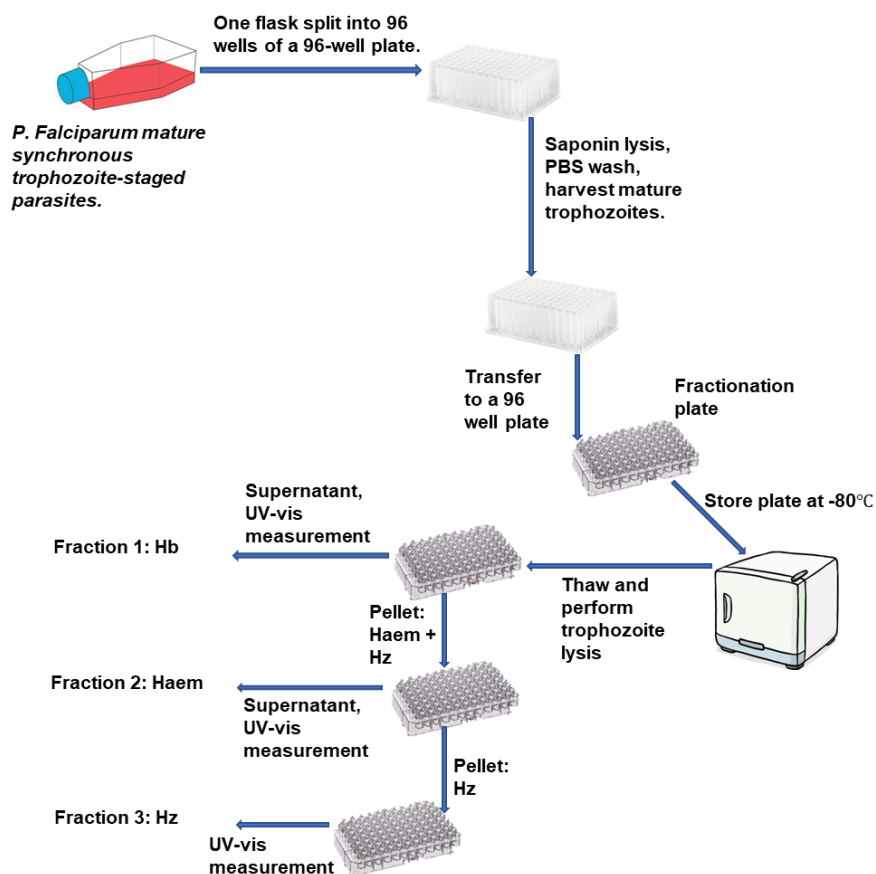 One flask split into 96
wells of a 96-well plate.
P. Falciparum mature
synchronous
trophozoite-staged
parasites.
Saponin lysis,
PBS wash,
harvest mature
trophozoites.
Transfer
to a 96
well plate
Fractionation
plate
Store plate at -80℃
Supernatant,
UV-vis
measurement
Fraction 1: Hb
Thaw and
perform
trophozoite
lysis
Pellet:
Haem +
Hz
Fraction 2: Haem
Supernatant,
UV-vis
measurement
Pellet:
Hz
Fraction 3: Hz
UV-vis
measurement